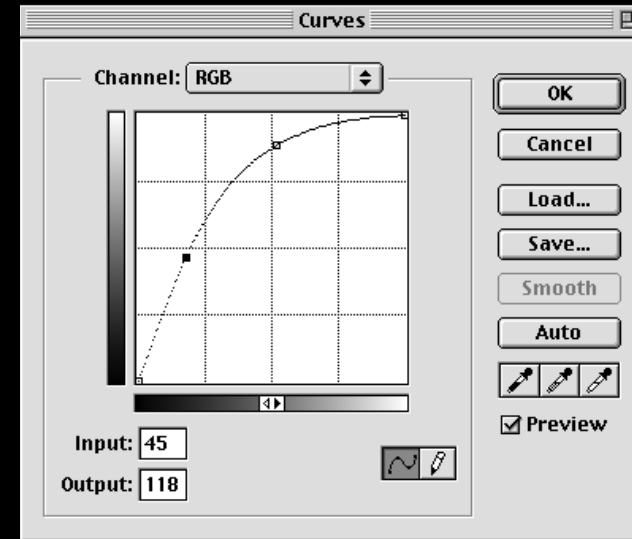 Curves
Channel: RGB
OK
Cancel
Load...
Save...
Smooth
Auto
Preview
Input: 45
Output: 118